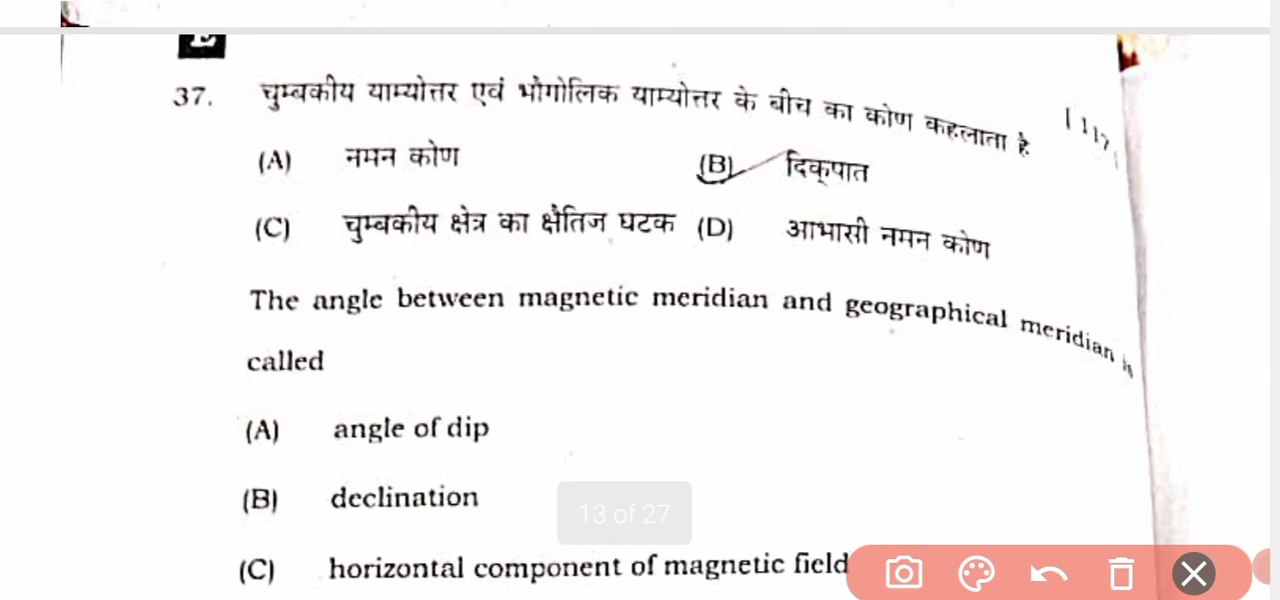 E
37. चुम्बकीय याम्योत्तर एवं भौगोलिक याम्योत्तर के बीच का कोण कहलाता है
(A) नमन कोण (B) दिक्पात
(C) चुम्बकीय क्षेत्र का क्षैतिज घटक (D) आभासी नमन कोण
The angle between magnetic meridian and geographical meridian is
called
(A) angle of dip
(B) declination
13 of 27
(C) horizontal component of magnetic field